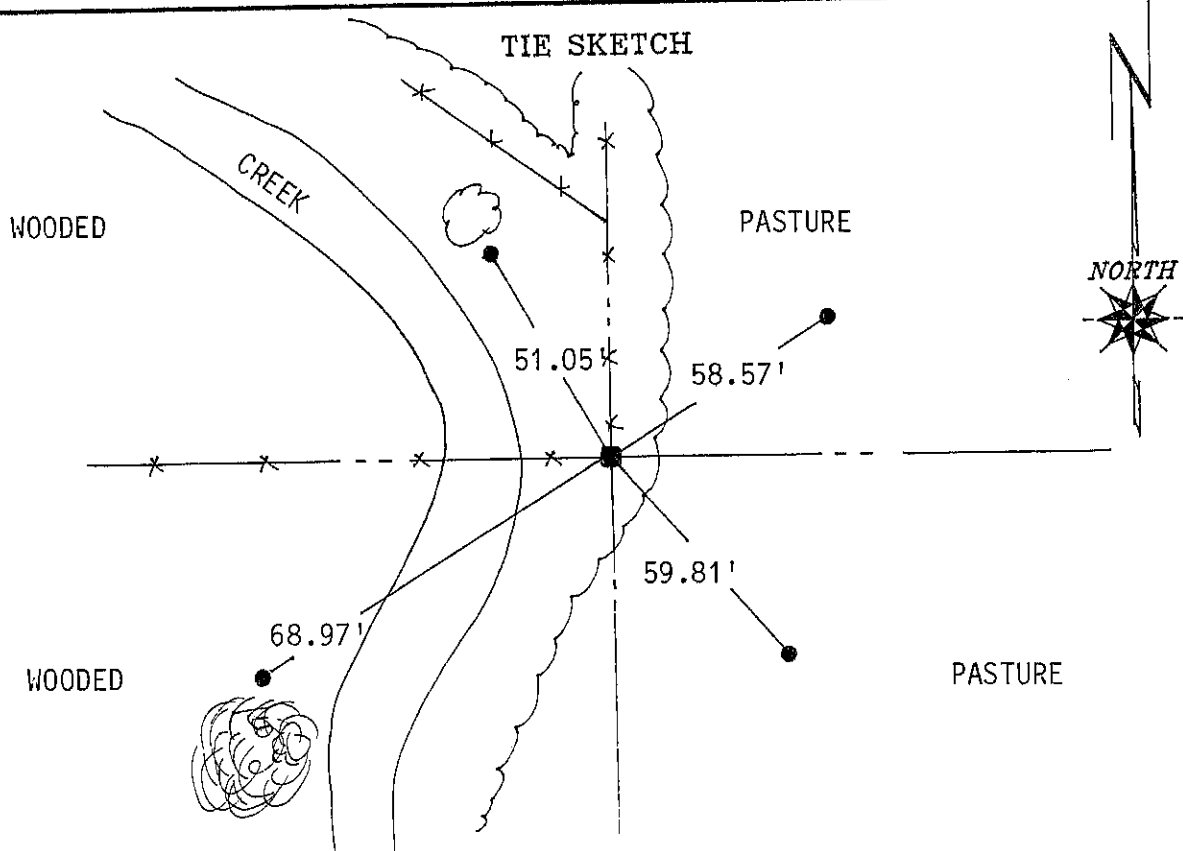 TIE SKETCH
CREEK
WOODED
PASTURE
NORTH
51.05'
58.57'
59.81'
68.97'
WOODED
PASTURE